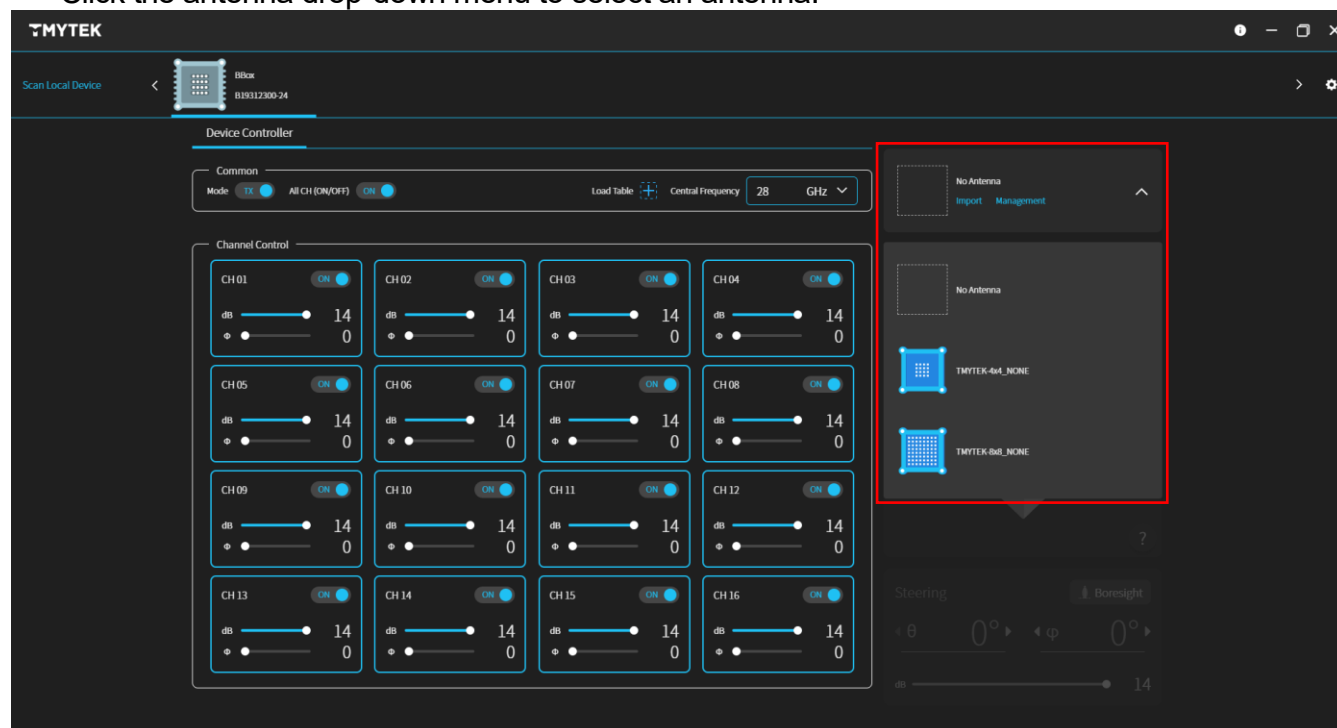 Click the antenna drop-down menu to select an antenna.
TMYTEK
Scan Local Device
BBox
B19312300-24
Device Controller
Common
Mode TX All CH (ON/OFF) ON Load Table Central Frequency 28 GHz
No Antenna
Import Management
Channel Control
CH 01 ON CH 02 ON CH 03 ON CH 04 ON
dB 14 dB 14 dB 14 dB 14
Φ 0 Φ 0 Φ 0 Φ 0
No Antenna
TMYTEK-4x4_NONE
CH 05 ON CH 06 ON CH 07 ON CH 08 ON
dB 14 dB 14 dB 14 dB 14
Φ 0 Φ 0 Φ 0 Φ 0
TMYTEK-8x8_NONE
CH 09 ON CH 10 ON CH 11 ON CH 12 ON
dB 14 dB 14 dB 14 dB 14
Φ 0 Φ 0 Φ 0 Φ 0
?
CH 13 ON CH 14 ON CH 15 ON CH 16 ON
dB 14 dB 14 dB 14 dB 14
Φ 0 Φ 0 Φ 0 Φ 0
Steering Boresight
θ 0° φ 0°
dB 14